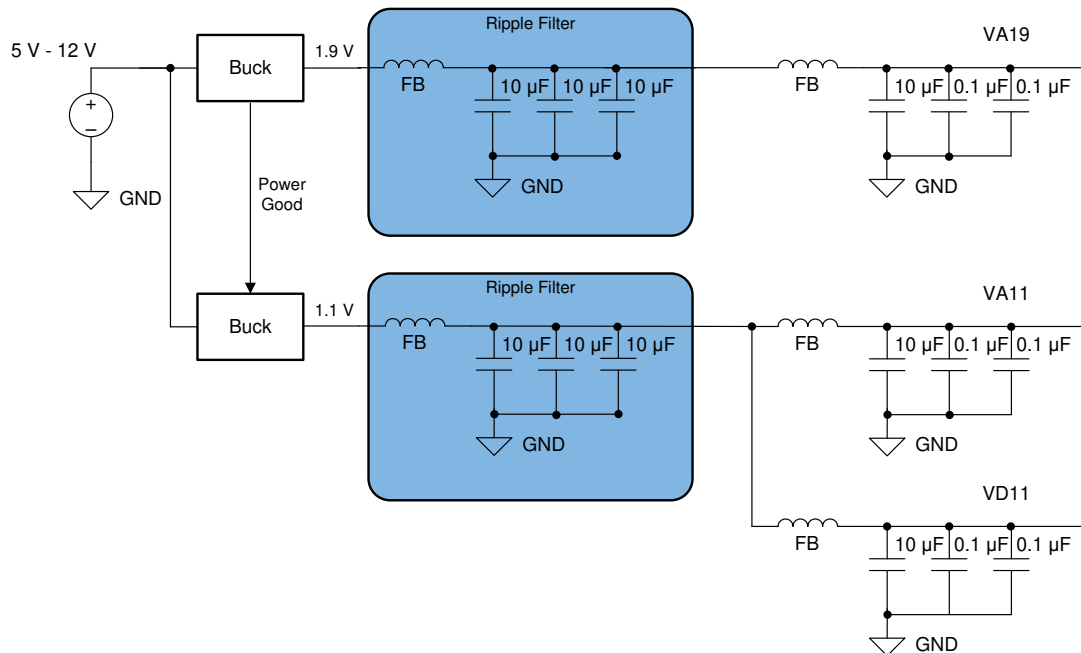 Ripple Filter
5 V - 12 V
1.9 V
VA19
Buck
FB
10 µF
10 µF
10 µF
FB
10 µF
0.1 µF
0.1 µF
+
−
GND
Power
Good
GND
GND
Ripple Filter
1.1 V
VA11
Buck
FB
10 µF
10 µF
10 µF
FB
10 µF
0.1 µF
0.1 µF
GND
GND
VD11
FB
10 µF
0.1 µF
0.1 µF
GND